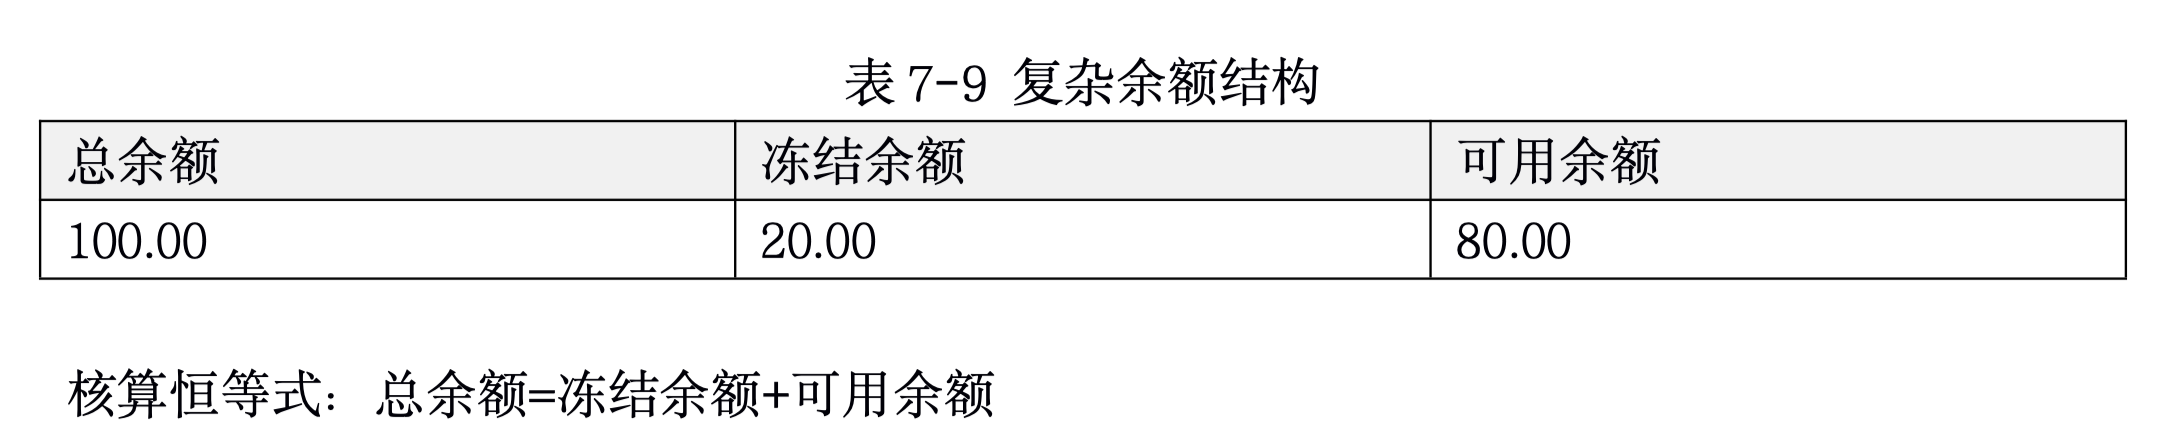 表 7-9 复杂余额结构
总余额 冻结余额 可用余额
100.00 20.00 80.00
核算恒等式：总余额=冻结余额+可用余额